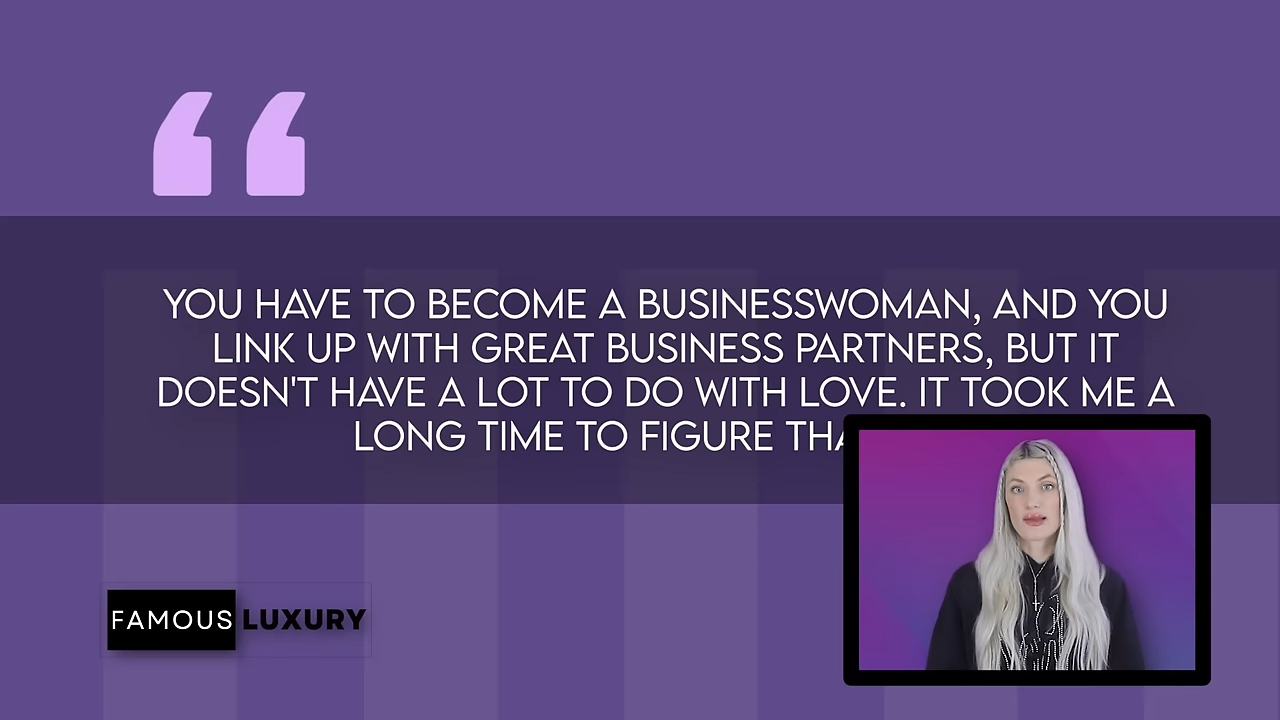 YOU HAVE TO BECOME A BUSINESSWOMAN, AND YOU
LINK UP WITH GREAT BUSINESS PARTNERS, BUT IT
DOESN'T HAVE A LOT TO DO WITH LOVE. IT TOOK ME A
LONG TIME TO FIGURE
FAMOUS LUXURY